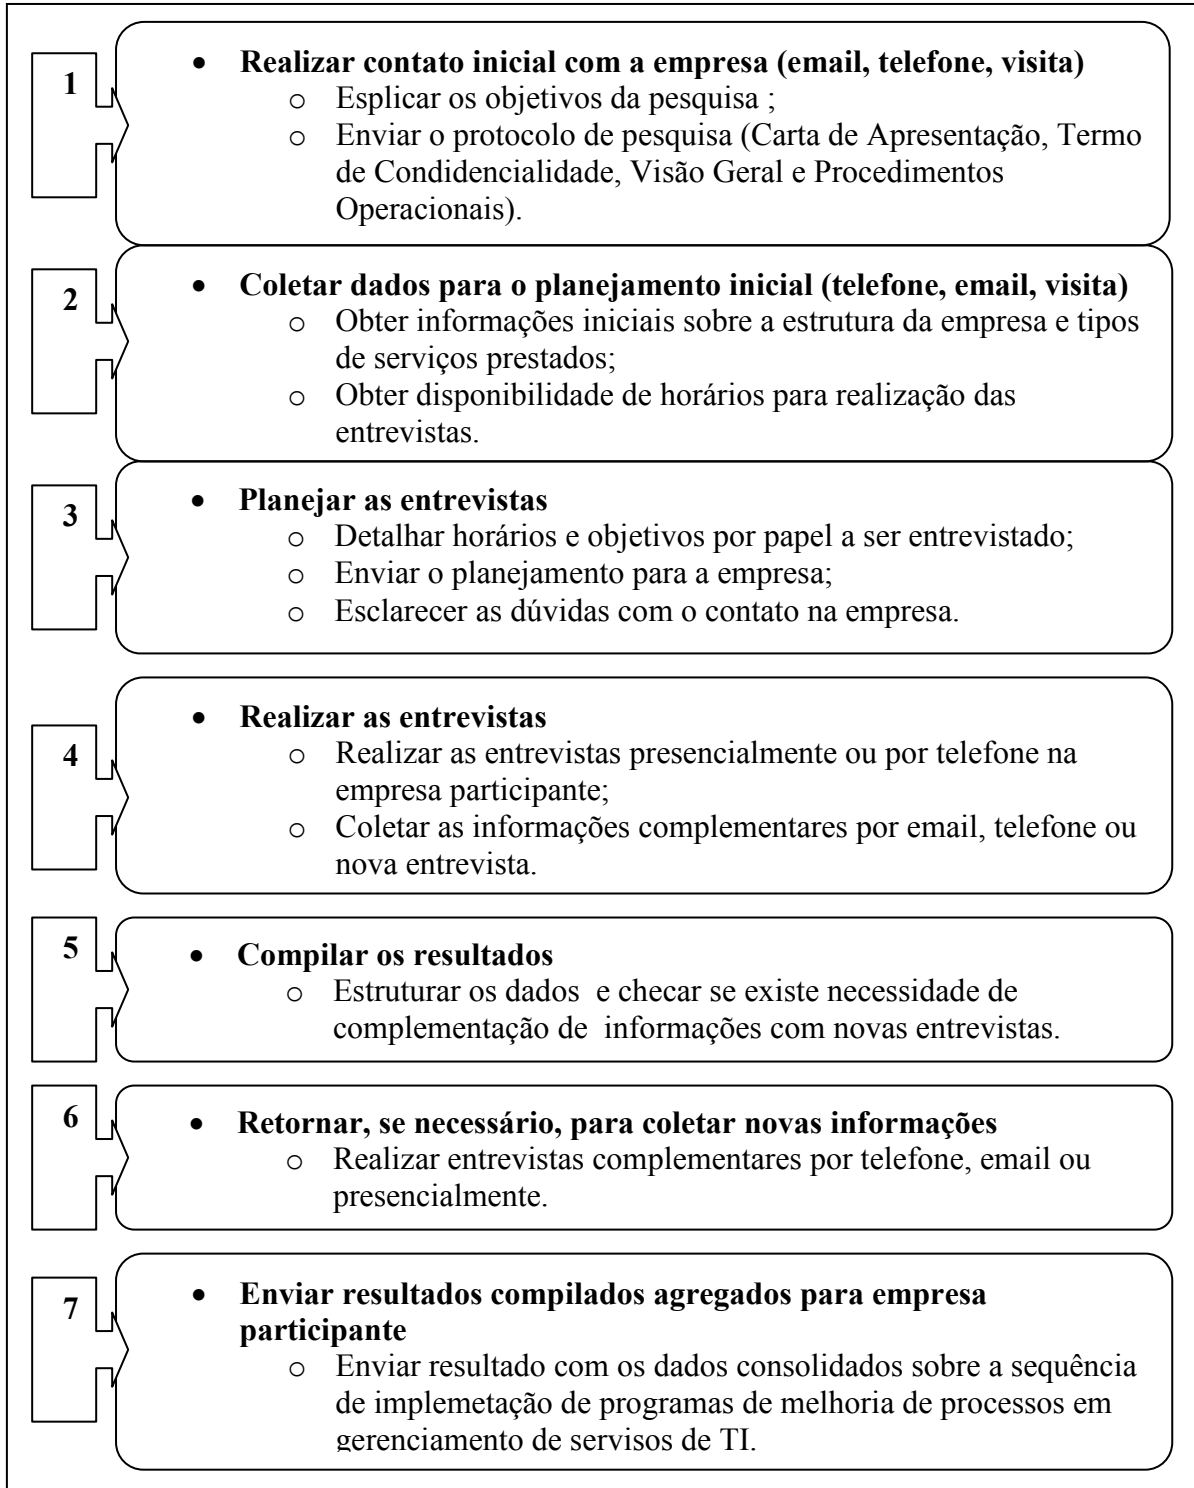 1
• Realizar contato inicial com a empresa (email, telefone, visita)
o Esplicar os objetivos da pesquisa ;
o Enviar o protocolo de pesquisa (Carta de Apresentação, Termo
de Condidencialidade, Visão Geral e Procedimentos
Operacionais).
2
• Coletar dados para o planejamento inicial (telefone, email, visita)
o Obter informações iniciais sobre a estrutura da empresa e tipos
de serviços prestados;
o Obter disponibilidade de horários para realização das
entrevistas.
3
• Planejar as entrevistas
o Detalhar horários e objetivos por papel a ser entrevistado;
o Enviar o planejamento para a empresa;
o Esclarecer as dúvidas com o contato na empresa.
4
• Realizar as entrevistas
o Realizar as entrevistas presencialmente ou por telefone na
empresa participante;
o Coletar as informações complementares por email, telefone ou
nova entrevista.
5
• Compilar os resultados
o Estruturar os dados  e checar se existe necessidade de
complementação de  informações com novas entrevistas.
6
• Retornar, se necessário, para coletar novas informações
o Realizar entrevistas complementares por telefone, email ou
presencialmente.
7
• Enviar resultados compilados agregados para empresa
participante
o Enviar resultado com os dados consolidados sobre a sequência
de implemetação de programas de melhoria de processos em
gerenciamento de servisos de TI.